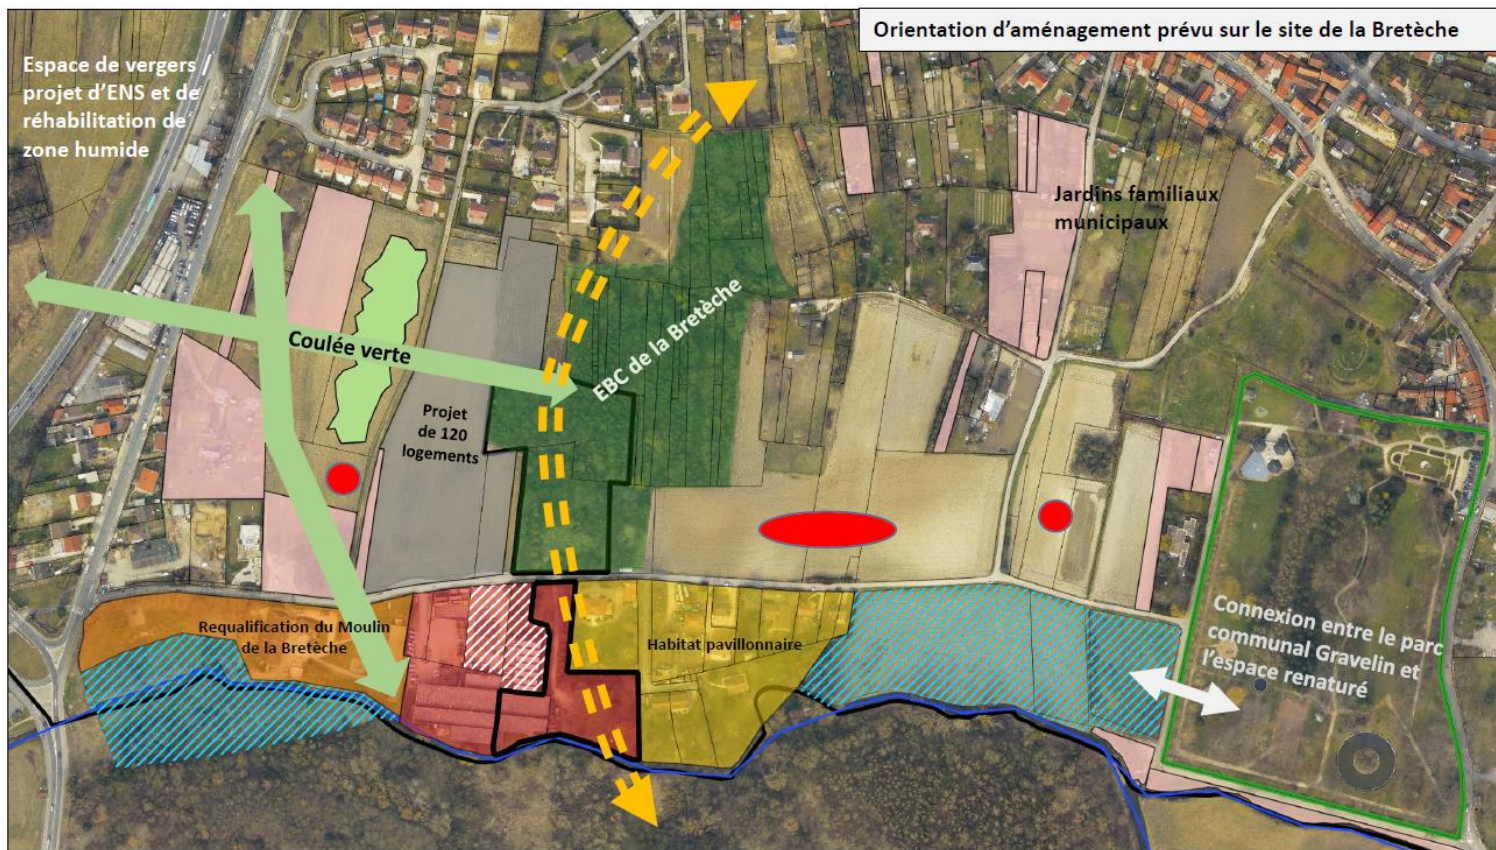 Orientation d'aménagement prévu sur le site de la Bretèche
Espace de vergers /
projet d'ENS et de
réhabilitation de
zone humide
Jardins familiaux
municipaux
Coulée verte
EBC de la Bretèche
Projet
de 120
logements
Requalification du Moulin
de la Bretèche
Habitat pavillonnaire
Connexion entre le parc
communal Gravelin et
l'espace renaturé